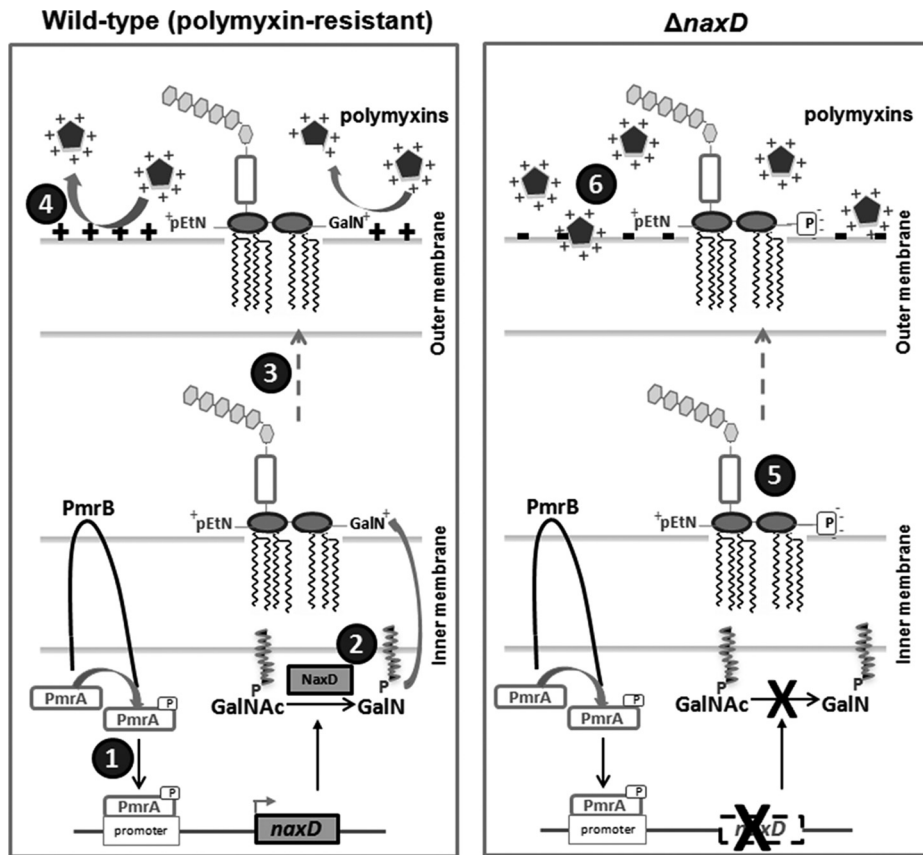 Wild-type (polymyxin-resistant)
polymyxins
4
+pEtN
GalN+
Outer membrane
3
PmrB
+pEtN
GalN+
Inner membrane
2
NaxD
P
P
GalNAc
GalN
PmrA
PmrA
P
1
PmrA
P
promoter
naxD
ΔnaxD
polymyxins
6
+pEtN
P
Outer membrane
5
PmrB
+pEtN
P
Inner membrane
P
P
GalNAc
X
GalN
PmrA
PmrA
P
PmrA
P
promoter
naxD
X